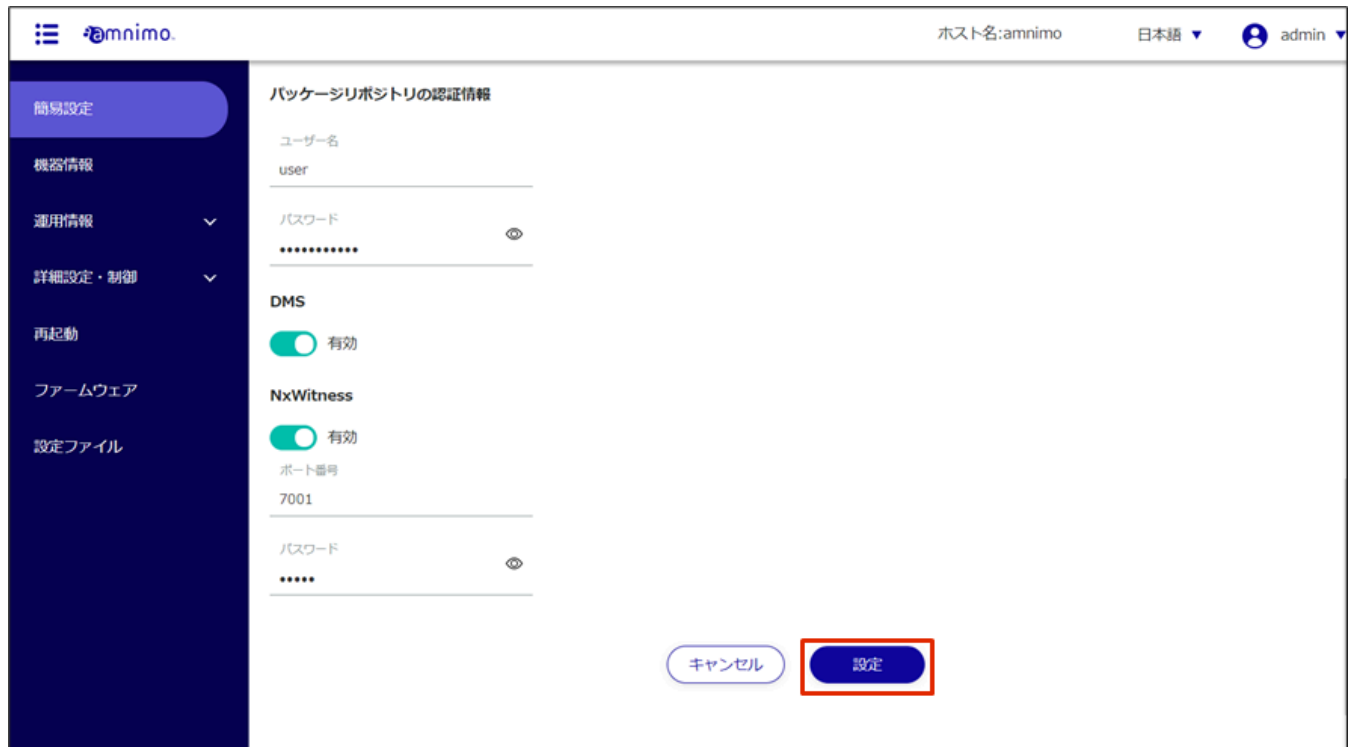 amnimo.
ホスト名:amnimo
日本語 ▼
admin ▼
簡易設定
機器情報
運用情報
詳細設定・制御
再起動
ファームウェア
設定ファイル
パッケージリポジトリの認証情報
ユーザー名
user
パスワード
•••••••••••
DMS
有効
NxWitness
有効
ポート番号
7001
パスワード
•••••
キャンセル
設定